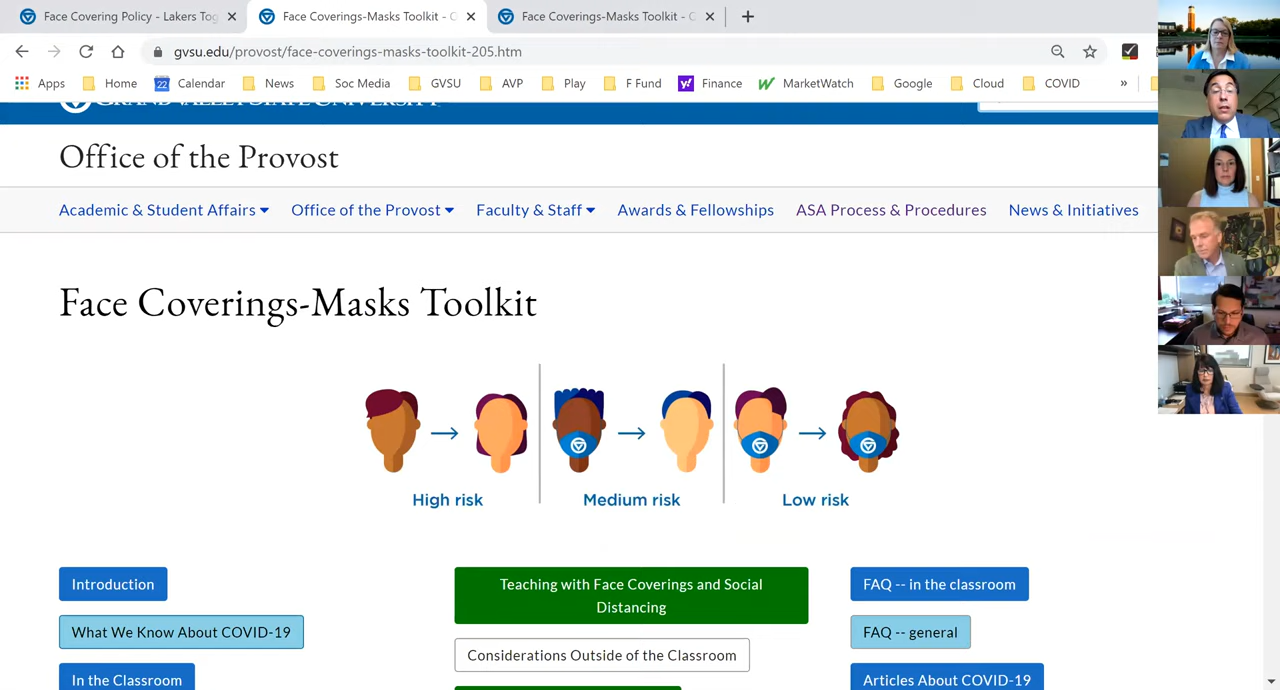 Face Covering Policy - Lakers Tog
Face Coverings-Masks Toolkit - G
Face Coverings-Masks Toolkit - G
gvsu.edu/provost/face-coverings-masks-toolkit-205.htm
Apps Home 22 Calendar News Soc Media GVSU AVP Play F Fund Finance MarketWatch Google Cloud COVID »
GRAND VALLEY STATE UNIVERSITY
Office of the Provost
Academic & Student Affairs Office of the Provost Faculty & Staff Awards & Fellowships ASA Process & Procedures News & Initiatives
Face Coverings-Masks Toolkit
High risk Medium risk Low risk
Introduction
What We Know About COVID-19
In the Classroom
Teaching with Face Coverings and Social
Distancing
Considerations Outside of the Classroom
FAQ -- in the classroom
FAQ -- general
Articles About COVID-19